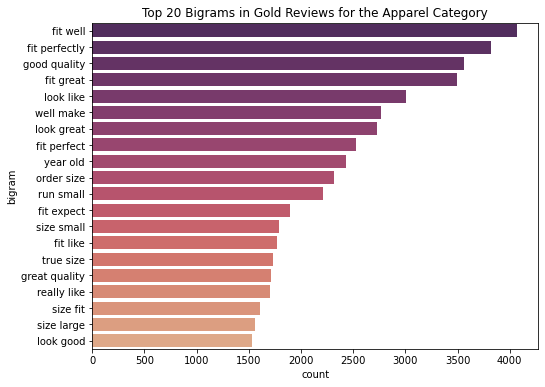 Top 20 Bigrams in Gold Reviews for the Apparel Category
bigram
fit well
fit perfectly
good quality
fit great
look like
well make
look great
fit perfect
year old
order size
run small
fit expect
size small
fit like
true size
great quality
really like
size fit
size large
look good
0 500 1000 1500 2000 2500 3000 3500 4000
count